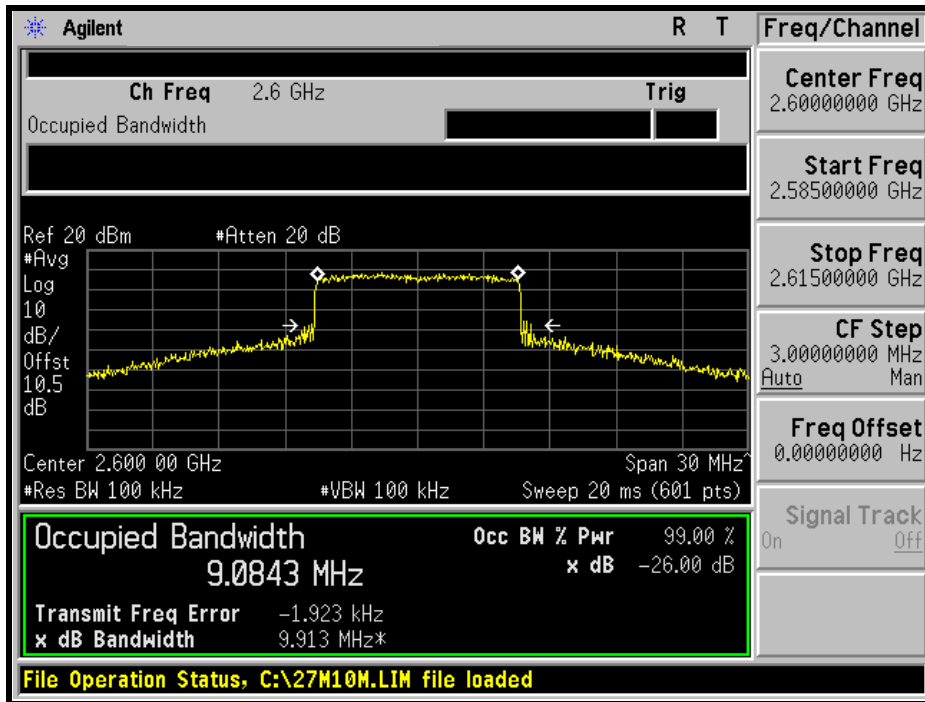 Agilent R T
Freq/Channel
Ch Freq 2.6 GHz Trig
Occupied Bandwidth
Center Freq
2.60000000 GHz
Start Freq
2.58500000 GHz
Stop Freq
2.61500000 GHz
CF Step
3.00000000 MHz
Auto Man
Freq Offset
0.00000000 Hz
Signal Track
On Off
Ref 20 dBm #Atten 20 dB
#Avg
Log
10
dB/
Offst
10.5
dB
Center 2.600 00 GHz Span 30 MHz^
#Res BW 100 kHz #VBW 100 kHz Sweep 20 ms (601 pts)
Occupied Bandwidth
9.0843 MHz
Occ BW % Pwr 99.00 %
x dB -26.00 dB
Transmit Freq Error -1.923 kHz
x dB Bandwidth 9.913 MHz*
File Operation Status, C:\27M10M.LIM file loaded